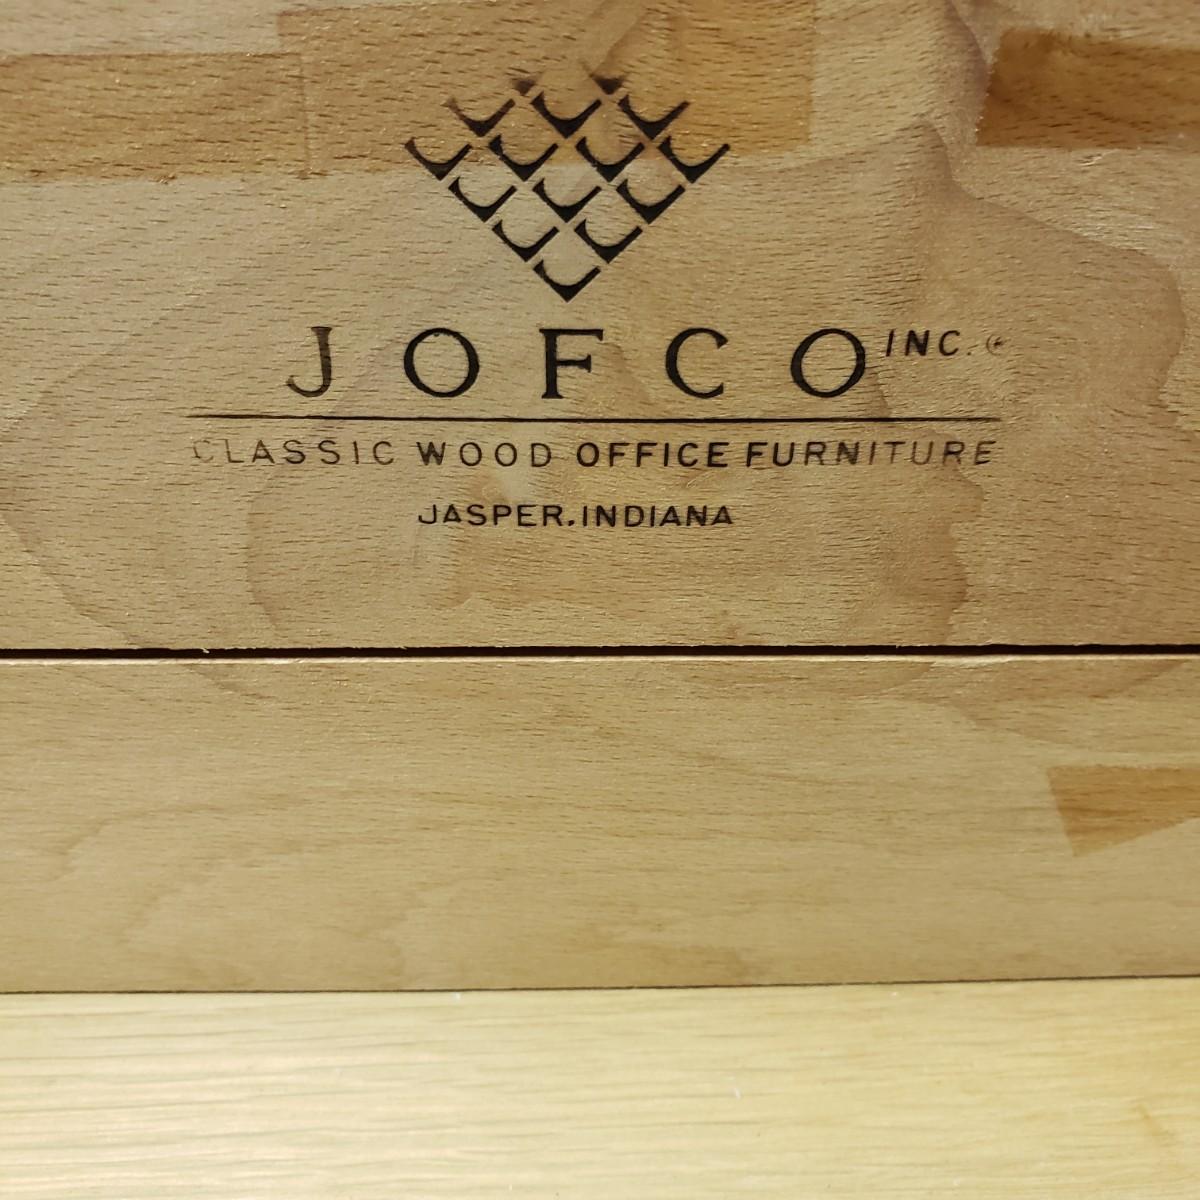 JOFCO INC.®
CLASSIC WOOD OFFICE FURNITURE
JASPER, INDIANA